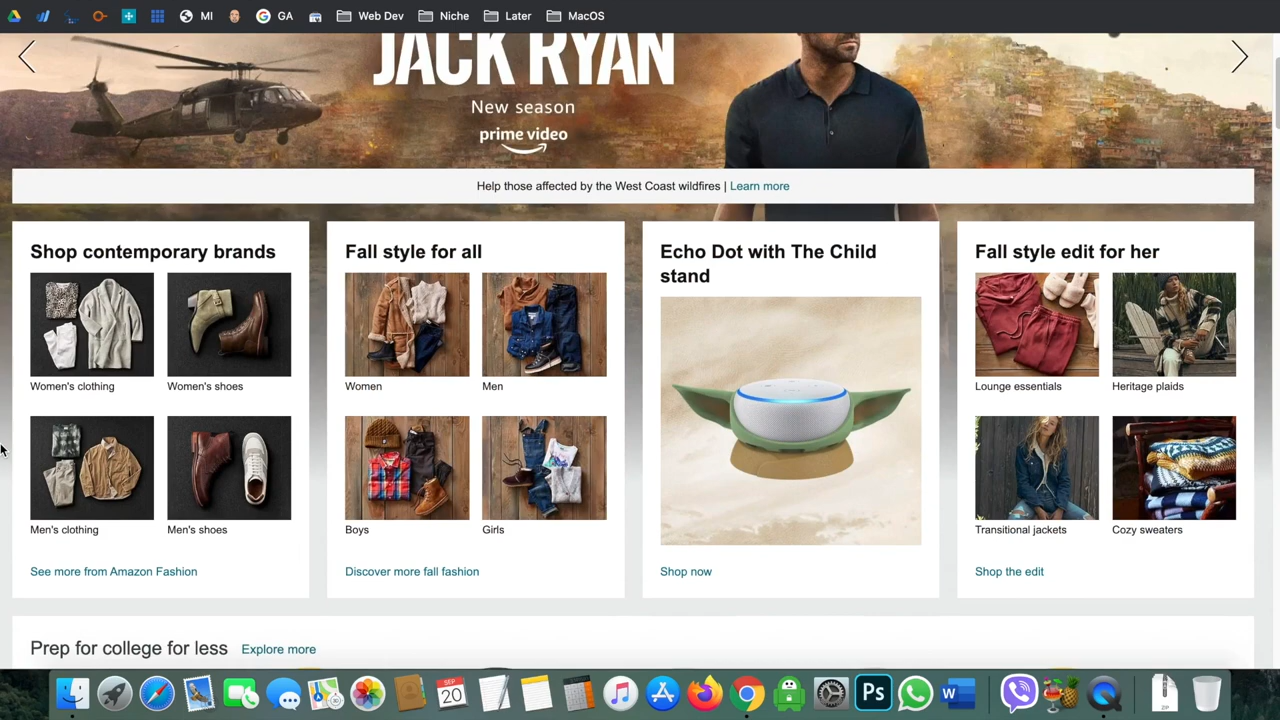 MI
GA
Web Dev
Niche
Later
MacOS
JACK RYAN
New season
prime video
Help those affected by the West Coast wildfires | Learn more
Shop contemporary brands
Women's clothing
Women's shoes
Men's clothing
Men's shoes
See more from Amazon Fashion
Fall style for all
Women
Men
Boys
Girls
Discover more fall fashion
Echo Dot with The Child
stand
Shop now
Fall style edit for her
Lounge essentials
Heritage plaids
Transitional jackets
Cozy sweaters
Shop the edit
Prep for college for less
Explore more
SEP
20
Ps
W
ZIP